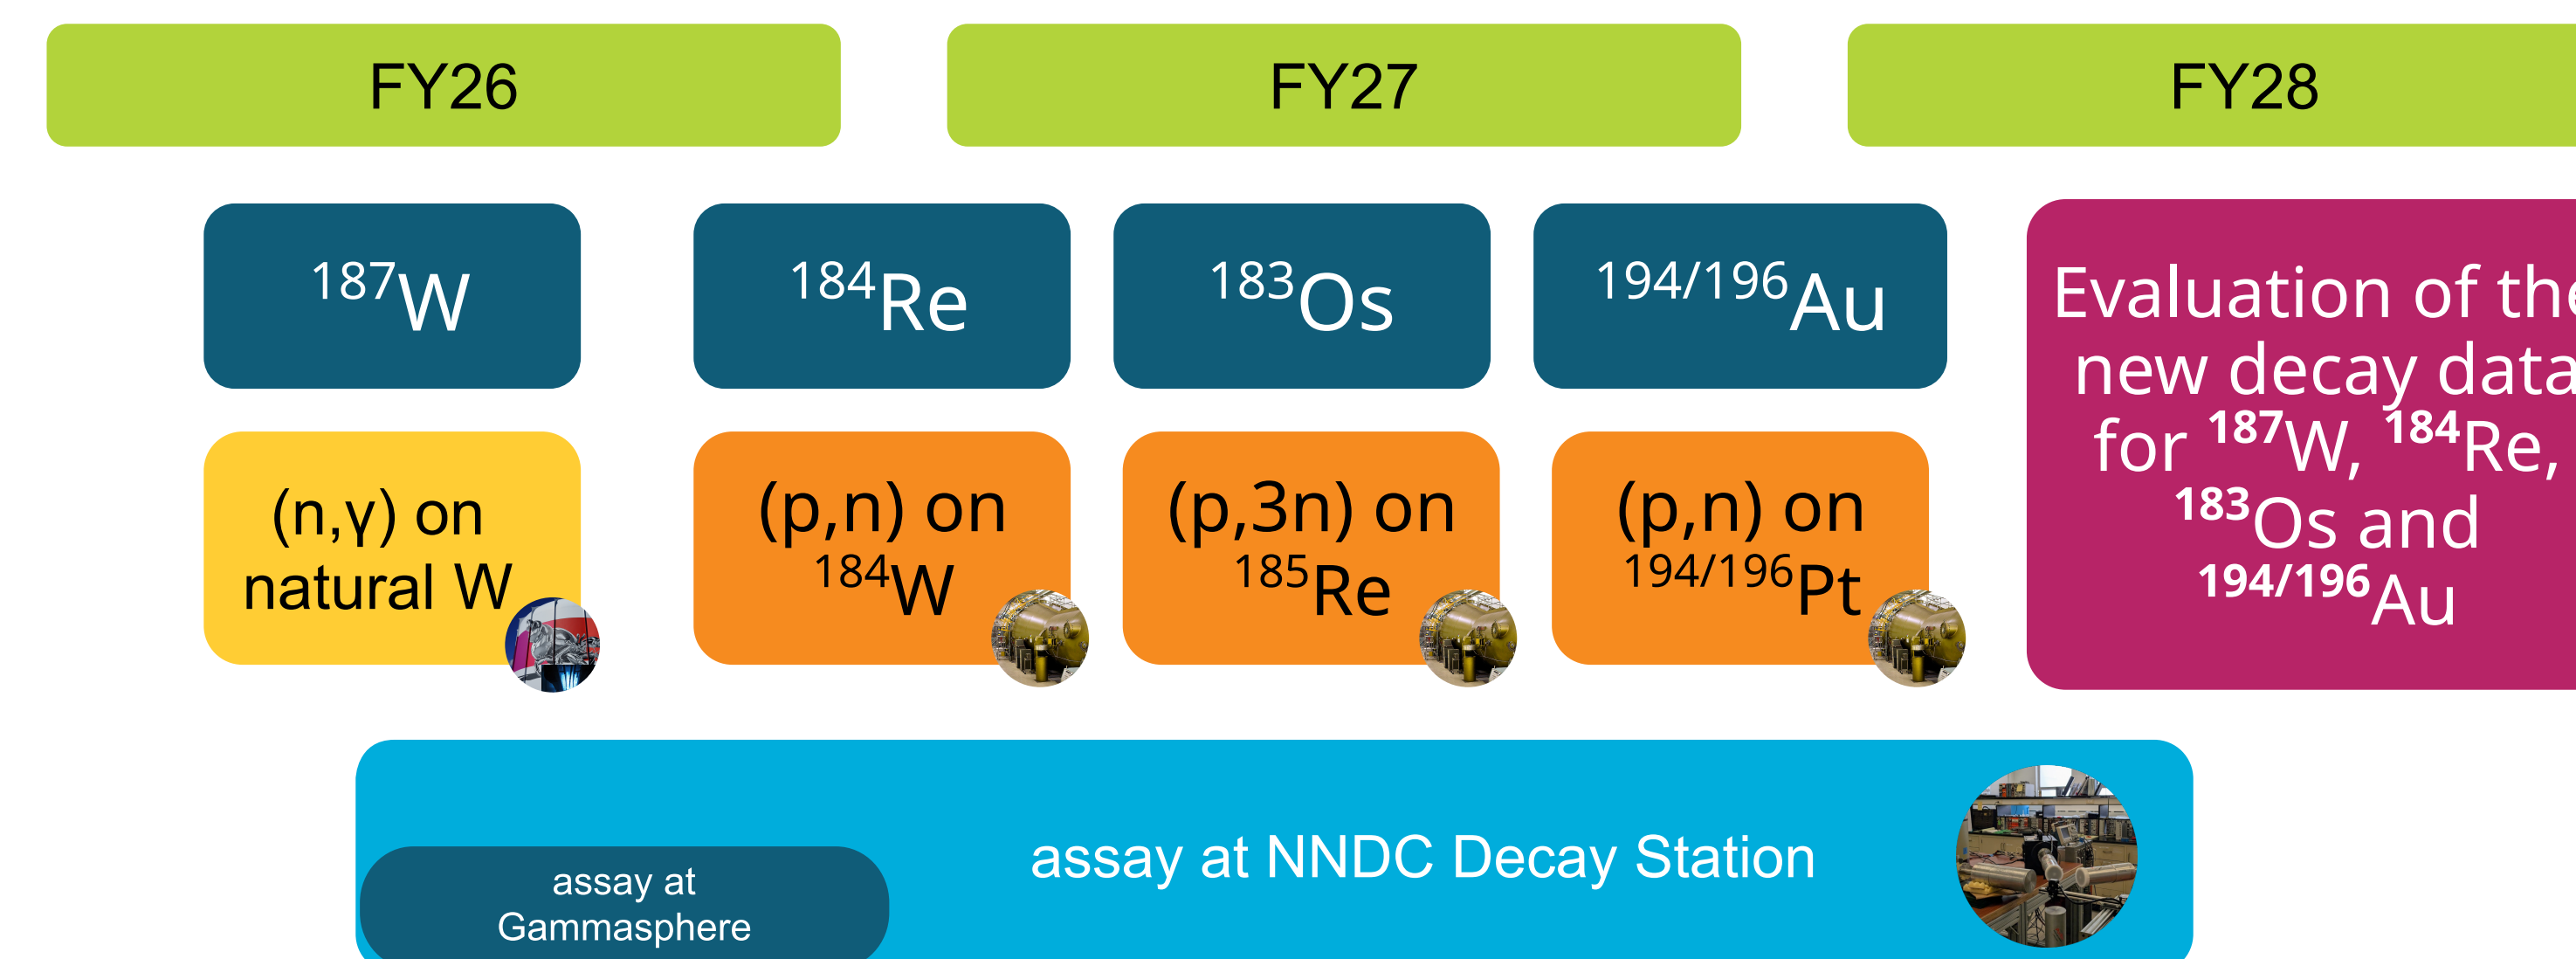 FY26
FY27
FY28
187W
184Re
183Os
194/196Au
(n,γ) on
natural W
(p,n) on
184W
(p,3n) on
185Re
(p,n) on
194/196Pt
Evaluation of the
new decay data
for 187W, 184Re,
183Os and
194/196Au
assay at NNDC Decay Station
assay at
Gammasphere